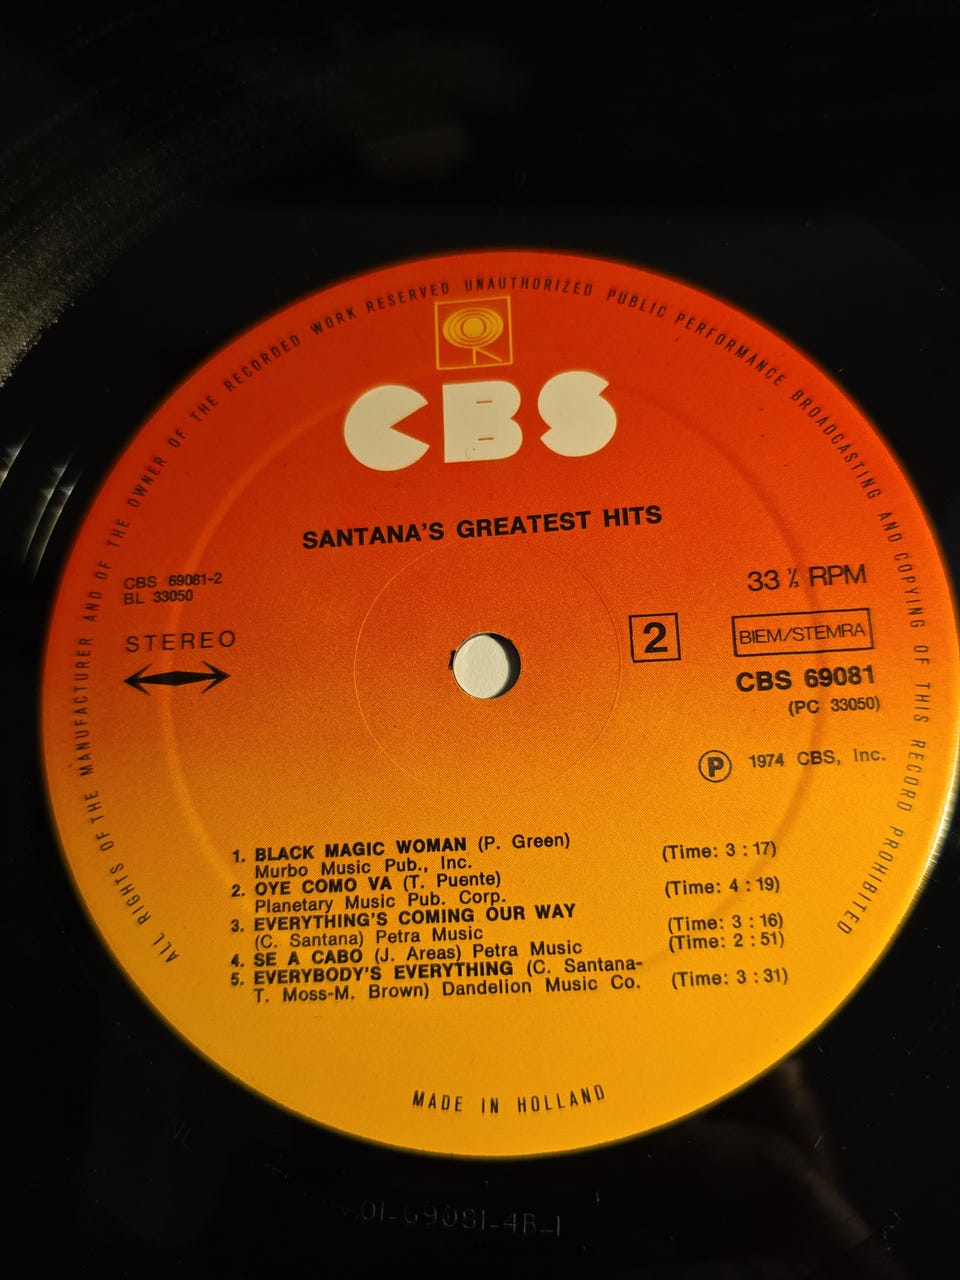 ALL RIGHTS OF THE MANUFACTURER AND OF THE OWNER OF THE RECORDED WORK RESERVED UNAUTHORIZED PUBLIC PERFORMANCE BROADCASTING AND COPYING OF THIS RECORD PROHIBITED
CBS
SANTANA'S GREATEST HITS
CBS 69081-2
BL 33050
STEREO
33 ⅓ RPM
2
BIEM/STEMRA
CBS 69081
(PC 33050)
Ⓟ 1974 CBS, Inc.
1. BLACK MAGIC WOMAN (P. Green) (Time: 3 : 17)
Murbo Music Pub., Inc.
2. OYE COMO VA (T. Puente) (Time: 4 : 19)
Planetary Music Pub. Corp.
3. EVERYTHING'S COMING OUR WAY (Time: 3 : 16)
(C. Santana) Petra Music
4. SE A CABO (J. Areas) Petra Music (Time: 2 : 51)
5. EVERYBODY'S EVERYTHING (C. Santana-
T. Moss-M. Brown) Dandelion Music Co. (Time: 3 : 31)
MADE IN HOLLAND